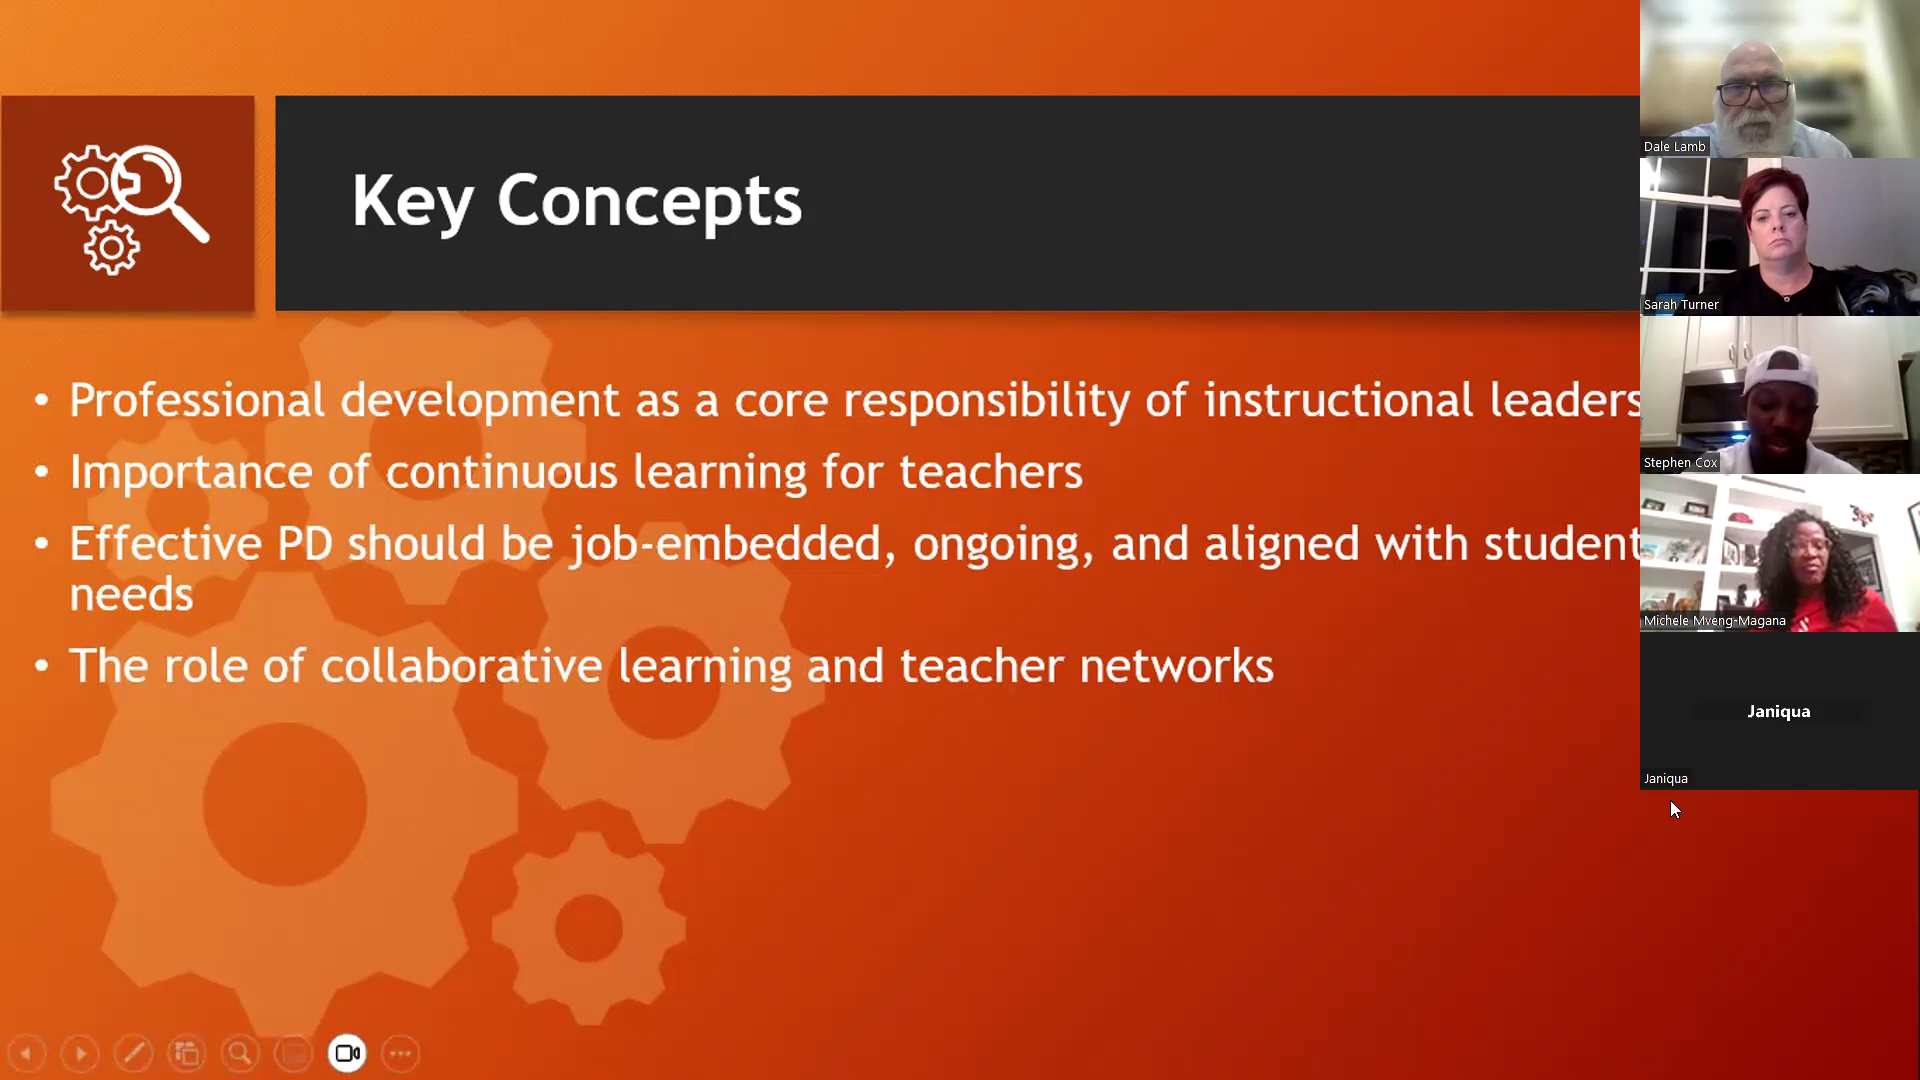 Key Concepts
• Professional development as a core responsibility of instructional leaders
• Importance of continuous learning for teachers
• Effective PD should be job-embedded, ongoing, and aligned with student
needs
• The role of collaborative learning and teacher networks
Dale Lamb
Sarah Turner
Stephen Cox
Michele Mveng-Magana
Janiqua
Janiqua